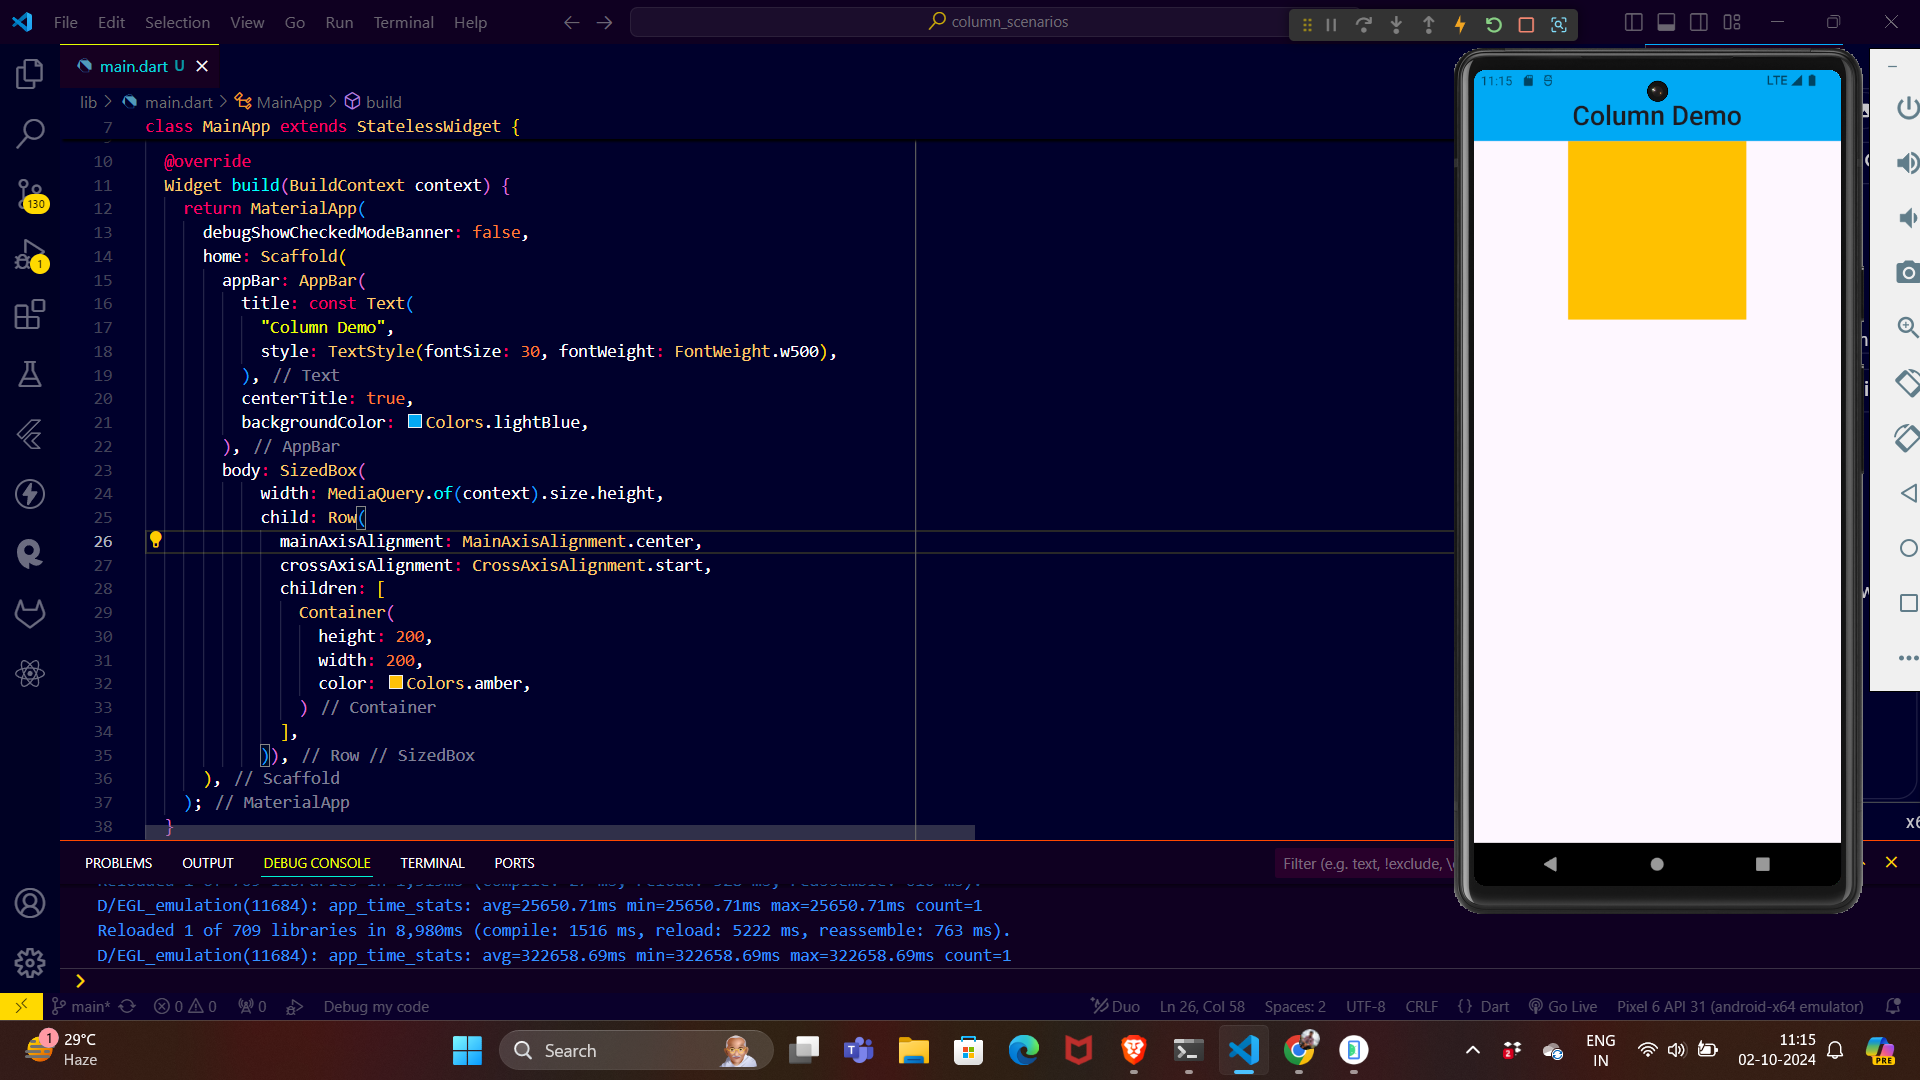 File Edit Selection View Go Run Terminal Help
column_scenarios
main.dart U
lib > main.dart > MainApp > build
7 class MainApp extends StatelessWidget {
10 @override
11 Widget build(BuildContext context) {
12 return MaterialApp(
13 debugShowCheckedModeBanner: false,
14 home: Scaffold(
15 appBar: AppBar(
16 title: const Text(
17 "Column Demo",
18 style: TextStyle(fontSize: 30, fontWeight: FontWeight.w500),
19 ), // Text
20 centerTitle: true,
21 backgroundColor: Colors.lightBlue,
22 ), // AppBar
23 body: SizedBox(
24 width: MediaQuery.of(context).size.height,
25 child: Row(
26 mainAxisAlignment: MainAxisAlignment.center,
27 crossAxisAlignment: CrossAxisAlignment.start,
28 children: [
29 Container(
30 height: 200,
31 width: 200,
32 color: Colors.amber,
33 ) // Container
34 ],
35 )), // Row // SizedBox
36 ), // Scaffold
37 ); // MaterialApp
38 }
11:15 LTE
Column Demo
130
1
PROBLEMS OUTPUT DEBUG CONSOLE TERMINAL PORTS
Filter (e.g. text, !exclude, \
D/EGL_emulation(11684): app_time_stats: avg=25650.71ms min=25650.71ms max=25650.71ms count=1
Reloaded 1 of 709 libraries in 8,980ms (compile: 1516 ms, reload: 5222 ms, reassemble: 763 ms).
D/EGL_emulation(11684): app_time_stats: avg=322658.69ms min=322658.69ms max=322658.69ms count=1
main* 0 0 0 Debug my code Duo Ln 26, Col 58 Spaces: 2 UTF-8 CRLF {} Dart Go Live Pixel 6 API 31 (android-x64 emulator)
1 29°C
Haze
Search
2
ENG
IN
11:15
02-10-2024
PRE